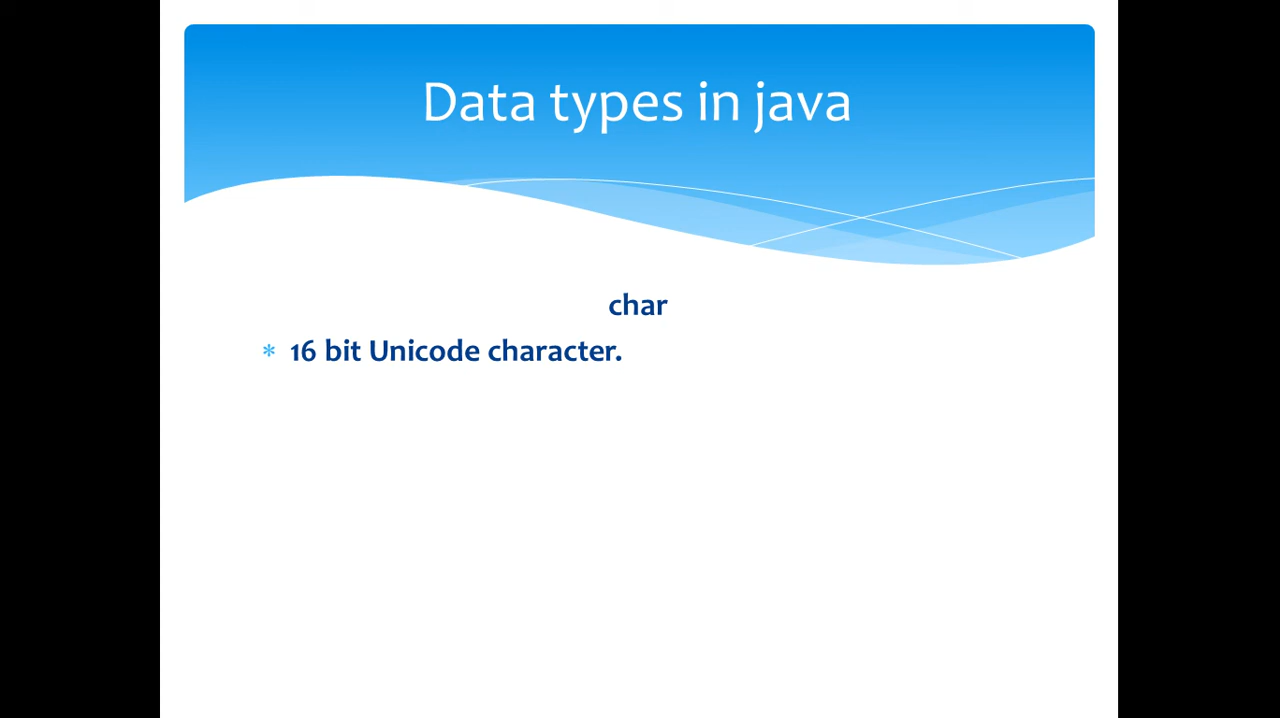 Data types in java
char
* 16 bit Unicode character.